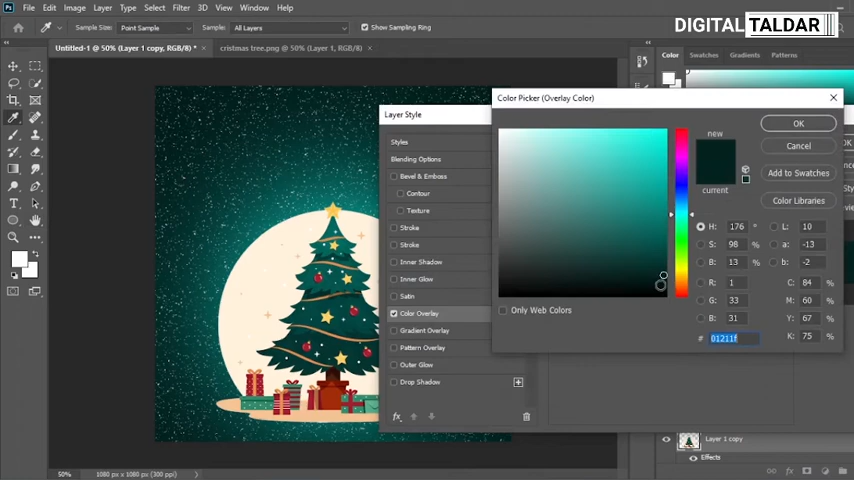 File Edit Image Layer Type Select Filter 3D View Window Help
Sample Size: Point Sample Sample: All Layers Show Sampling Ring
DIGITAL TALDAR
Untitled-1 @ 50% (Layer 1 copy, RGB/8) * × cristmas tree.png @ 50% (Layer 1, RGB/8) ×
Color Swatches Gradients Patterns
Color Picker (Overlay Color)
Layer Style
Styles
Blending Options
Bevel & Emboss
Contour
Texture
Stroke
Stroke
Inner Shadow
Inner Glow
Satin
Color Overlay
Gradient Overlay
Pattern Overlay
Outer Glow
Drop Shadow
fx
new
current
OK
Cancel
Add to Swatches
Color Libraries
H: 176 ° L: 10
S: 98 % a: -13
B: 13 % b: -2
R: 1 C: 84 %
G: 33 M: 60 %
B: 31 Y: 67 %
# 01211f K: 75 %
Only Web Colors
Layer 1 copy
Effects
50% 1080 px x 1080 px (300 ppi)